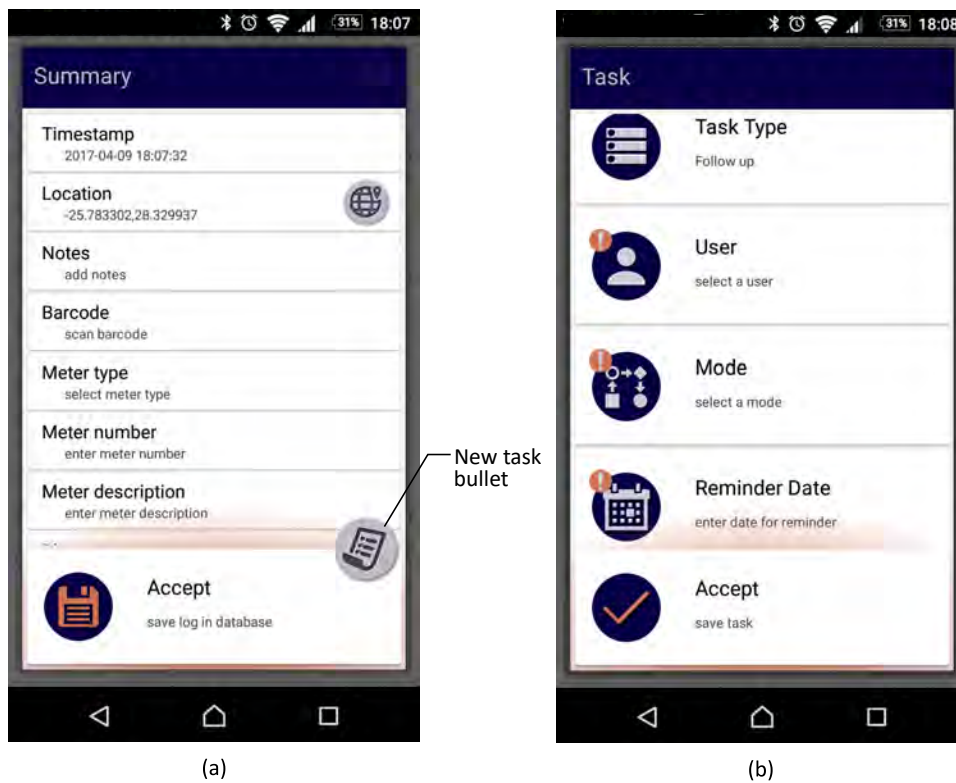 31% 18:07
Summary
Timestamp
2017-04-09 18:07:32
Location
-25.783302,28.329937
Notes
add notes
Barcode
scan barcode
Meter type
select meter type
Meter number
enter meter number
Meter description
enter meter description
Accept
save log in database
New task
bullet
(a)
31% 18:08
Task
Task Type
Follow up
User
select a user
Mode
select a mode
Reminder Date
enter date for reminder
Accept
save task
(b)